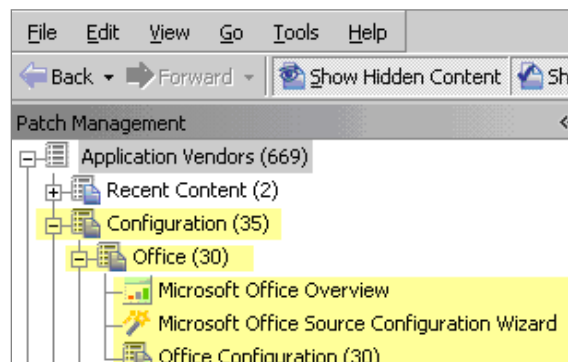 File Edit View Go Tools Help
Back Forward Show Hidden Content Sh
Patch Management
Application Vendors (669)
Recent Content (2)
Configuration (35)
Office (30)
Microsoft Office Overview
Microsoft Office Source Configuration Wizard
Office Configuration (30)